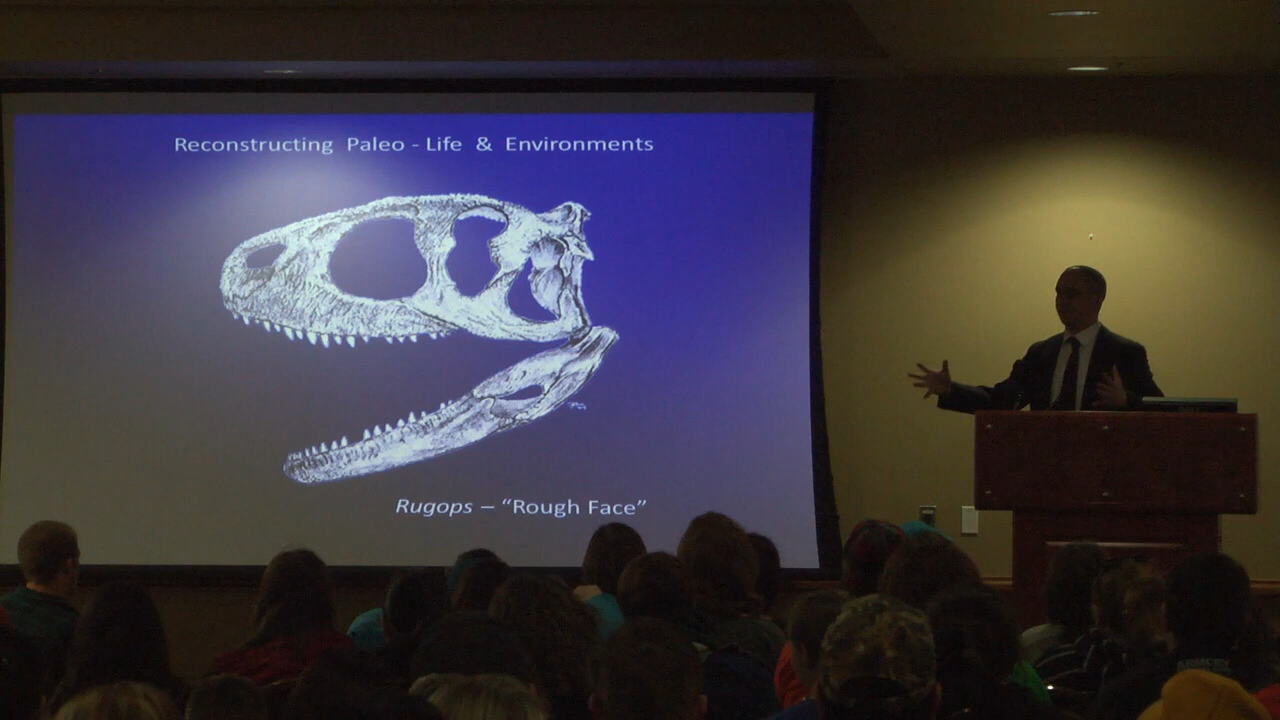 Reconstructing Paleo - Life & Environments
Rugops – “Rough Face”